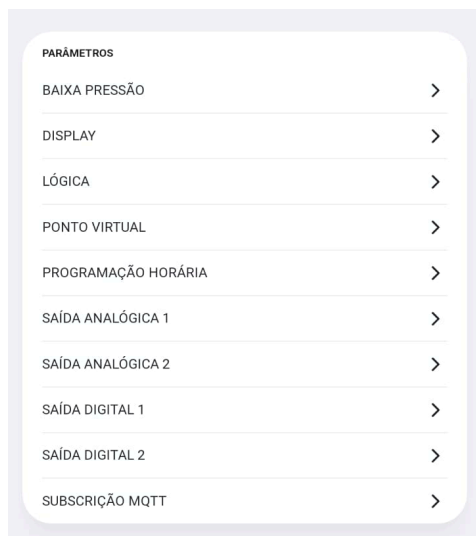 PARÂMETROS
BAIXA PRESSÃO
DISPLAY
LÓGICA
PONTO VIRTUAL
PROGRAMAÇÃO HORÁRIA
SAÍDA ANALÓGICA 1
SAÍDA ANALÓGICA 2
SAÍDA DIGITAL 1
SAÍDA DIGITAL 2
SUBSCRIÇÃO MQTT